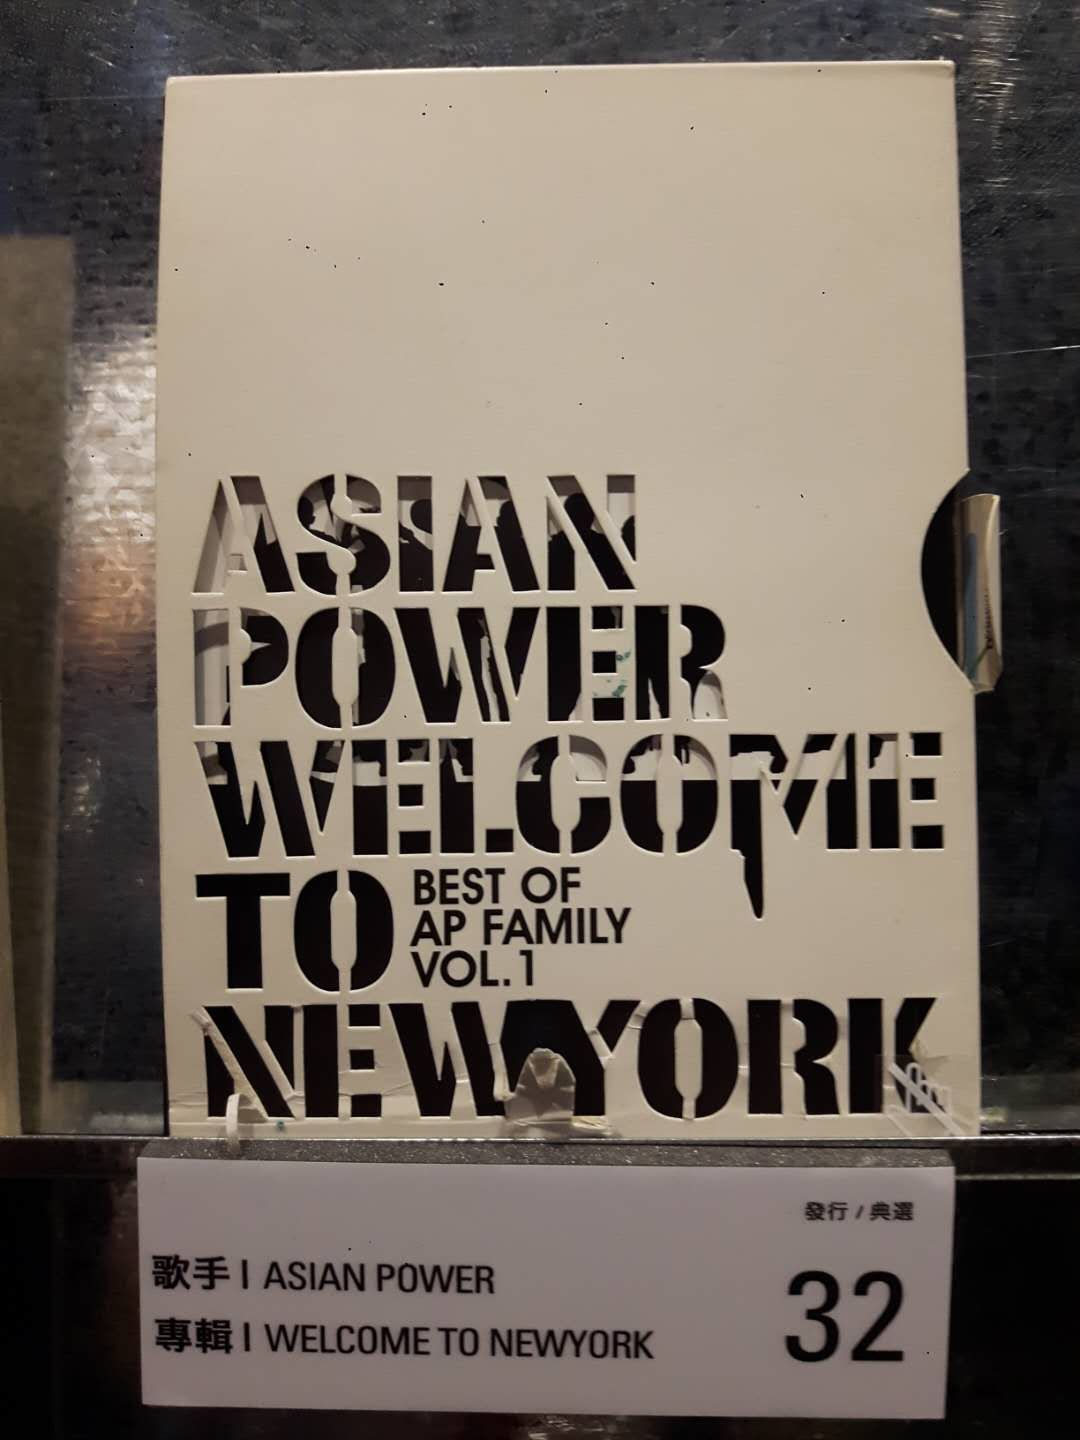 ASIAN
POWER
WELCOME
TO
BEST OF
AP FAMILY
VOL.1
NEWYORK
發行 / 典選
歌手 | ASIAN POWER
32
專輯 | WELCOME TO NEWYORK